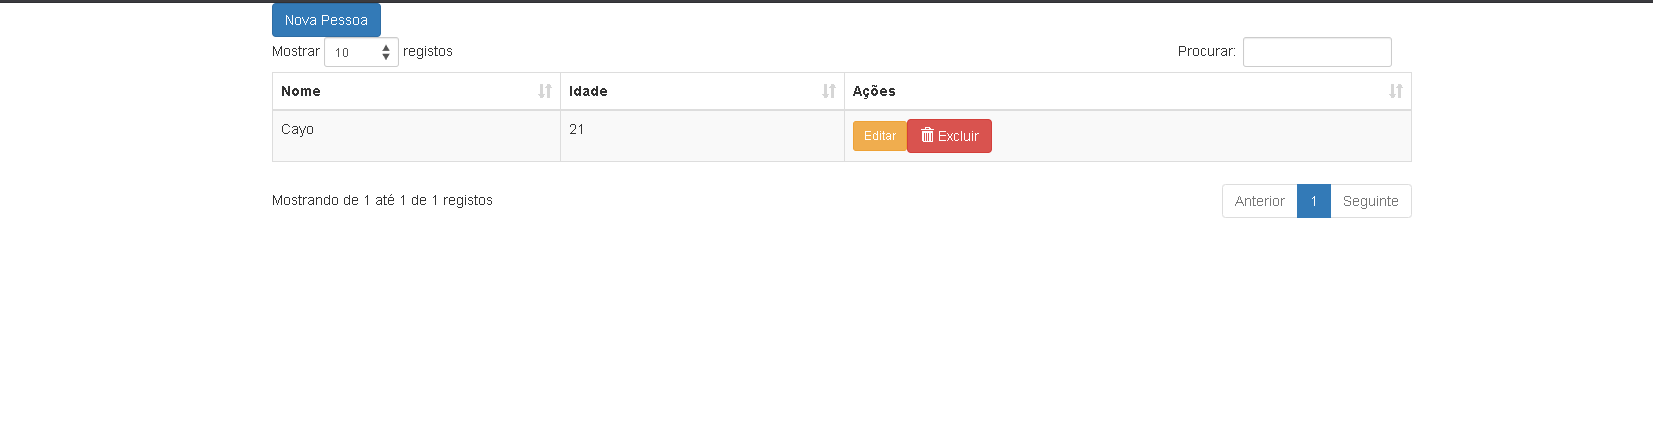 Nova Pessoa
Mostrar 10 registos Procurar:
Nome Idade Ações
Cayo 21 Editar Excluir
Mostrando de 1 até 1 de 1 registos Anterior 1 Seguinte